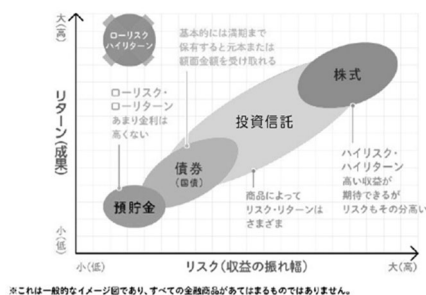 大(高)
ローリスク
ハイリターン
基本的には満期まで
保有すると元本または
額面金額を受け取れる
株式
ローリスク・
ローリターン
あまり金利は
高くない
投資信託
リターン(成果)
債券
(国債)
ハイリスク・
ハイリターン
高い収益が
期待できるが
リスクもその分高い
預貯金
商品によって
リスク・リターンは
さまざま
小(低)
小(低)
リスク(収益の振れ幅)
大(高)
※これは一般的なイメージ図であり、すべての金融商品があてはまるものではありません。